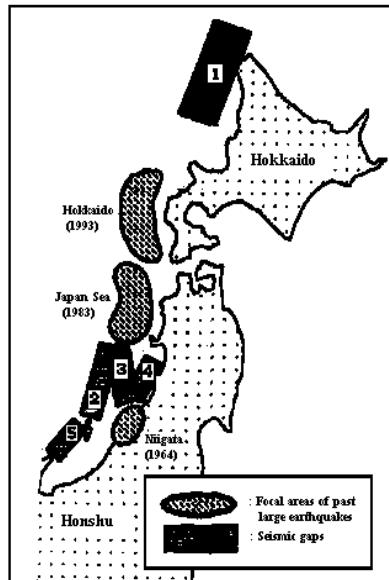 1
Hokkaido
Hokkaido
(1993)
Japan Sea
(1983)
3
4
2
5
Niigata
(1964)
Honshu
: Focal areas of past
large earfhquakes
: Seismic gaps